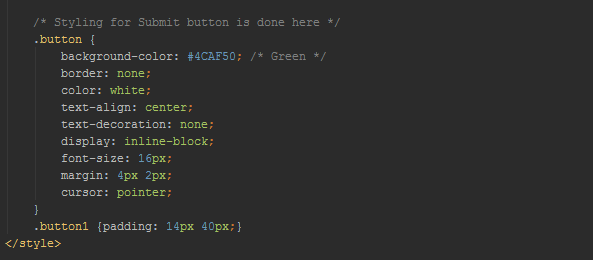 /* Styling for Submit button is done here */
.button {
background-color: #4CAF50; /* Green */
border: none;
color: white;
text-align: center;
text-decoration: none;
display: inline-block;
font-size: 16px;
margin: 4px 2px;
cursor: pointer;
}
.button1 {padding: 14px 40px;}
</style>